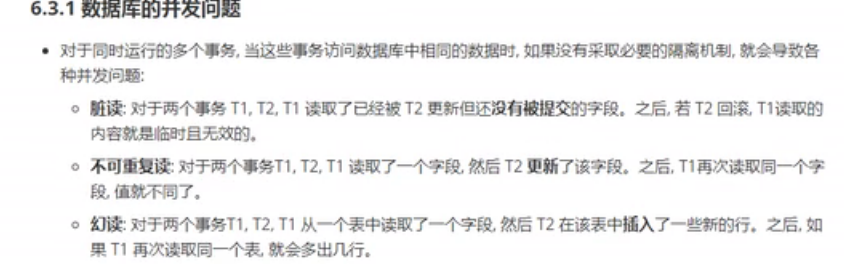 6.3.1 数据库的并发问题
对于同时运行的多个事务, 当这些事务访问数据库中相同的数据时, 如果没有采取必要的隔离机制, 就会导致各
种并发问题:
脏读: 对于两个事务 T1, T2, T1 读取了已经被 T2 更新但还没有被提交的字段。之后, 若 T2 回滚, T1读取的
内容就是临时且无效的。
不可重复读: 对于两个事务T1, T2, T1 读取了一个字段, 然后 T2 更新了该字段。之后, T1再次读取同一个字
段, 值就不同了。
幻读: 对于两个事务T1, T2, T1 从一个表中读取了一个字段, 然后 T2 在该表中插入了一些新的行。之后, 如
果 T1 再次读取同一个表, 就会多出几行。